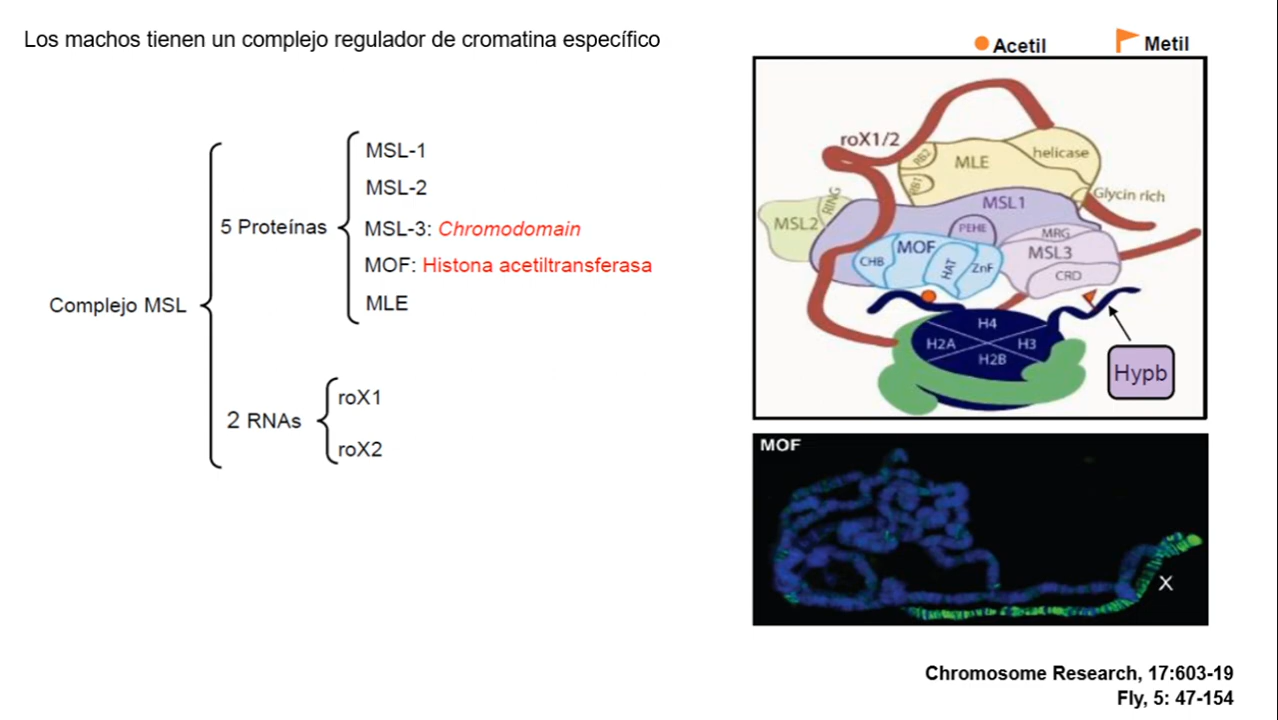 Los machos tienen un complejo regulador de cromatina específico
Complejo MSL
5 Proteínas
MSL-1
MSL-2
MSL-3: Chromodomain
MOF: Histona acetiltransferasa
MLE
2 RNAs
roX1
roX2
Acetil
Metil
roX1/2
RB2
MLE
helicase
RB1
Glycin rich
RING
MSL2
MSL1
PEHE
MRG
MOF
MSL3
CHB
HAT
ZnF
CRD
H4
H2A
H3
H2B
Hypb
MOF
X
Chromosome Research, 17:603-19
Fly, 5: 47-154